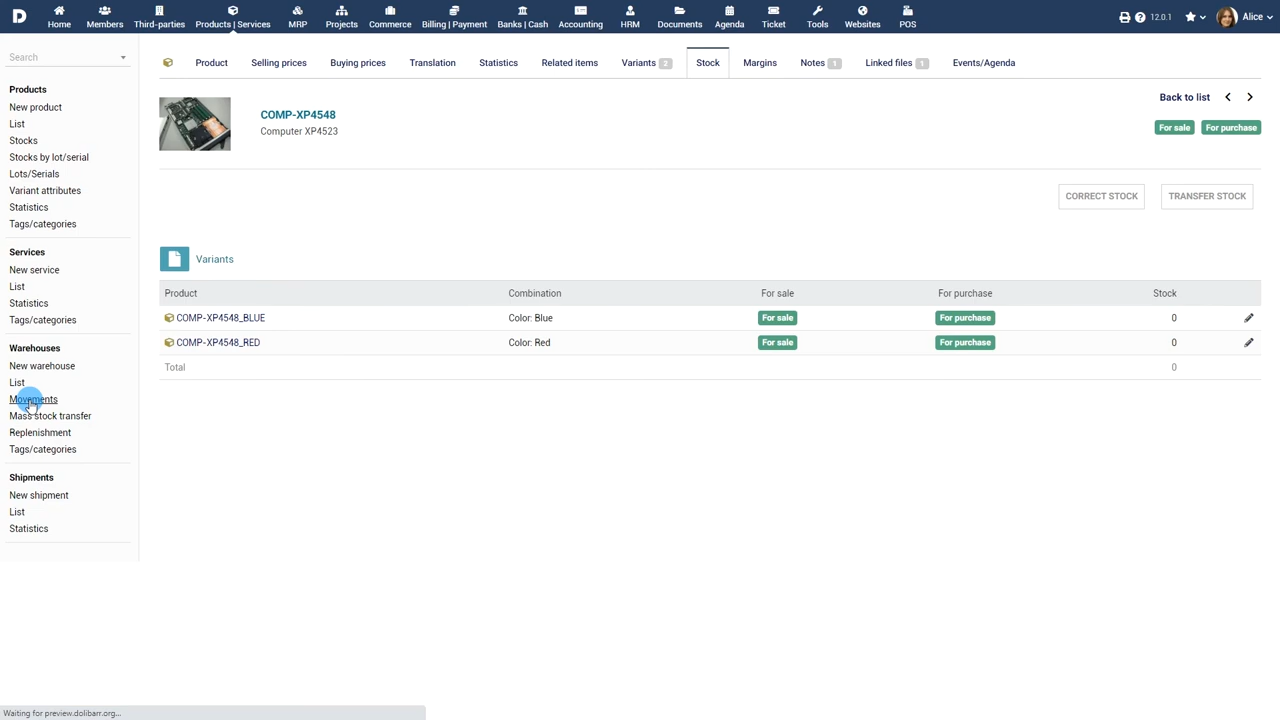 D Home Members Third-parties Products | Services MRP Projects Commerce Billing | Payment Banks | Cash Accounting HRM Documents Agenda Ticket Tools Websites POS 12.0.1 Alice
Search
Product Selling prices Buying prices Translation Statistics Related items Variants 2 Stock Margins Notes 1 Linked files 1 Events/Agenda
Products
New product
List
Stocks
Stocks by lot/serial
Lots/Serials
Variant attributes
Statistics
Tags/categories
Services
New service
List
Statistics
Tags/categories
Warehouses
New warehouse
List
Movements
Mass stock transfer
Replenishment
Tags/categories
Shipments
New shipment
List
Statistics
Back to list
COMP-XP4548
Computer XP4523
For sale For purchase
CORRECT STOCK TRANSFER STOCK
Variants
Product Combination For sale For purchase Stock
COMP-XP4548_BLUE Color: Blue For sale For purchase 0
COMP-XP4548_RED Color: Red For sale For purchase 0
Total 0
Waiting for preview.dolibarr.org...